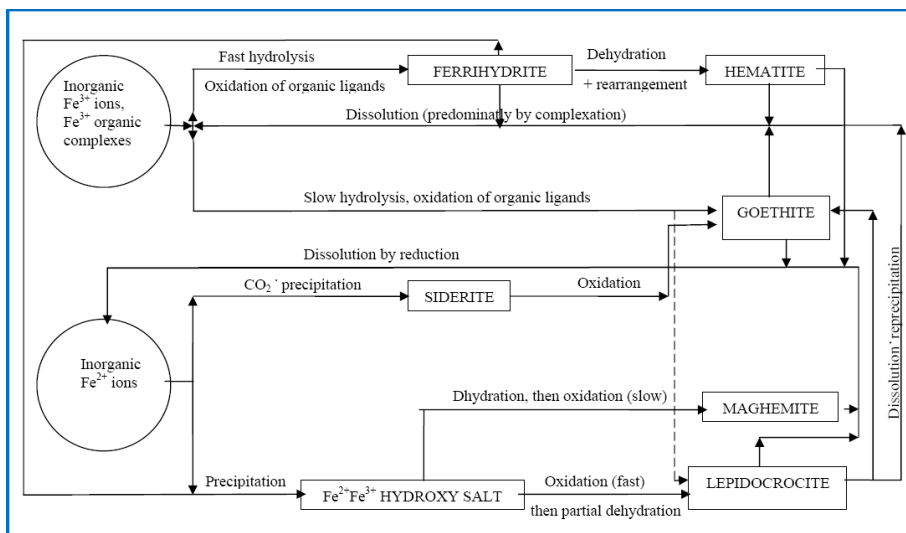 Fast hydrolysis
Oxidation of organic ligands
FERRIHYDRITE
Dehydration
+ rearrangement
HEMATITE
Inorganic
Fe³⁺ ions,
Fe³⁺ organic
complexes
Dissolution (predominatly by complexation)
Slow hydrolysis, oxidation of organic ligands
GOETHITE
Dissolution by reduction
CO₂˙ precipitation
SIDERITE
Oxidation
Inorganic
Fe²⁺ ions
Dhydration, then oxidation (slow)
MAGHEMITE
Precipitation
Fe²⁺Fe³⁺ HYDROXY SALT
Oxidation (fast)
then partial dehydration
LEPIDOCROCITE
Dissolution˙reprecipitation